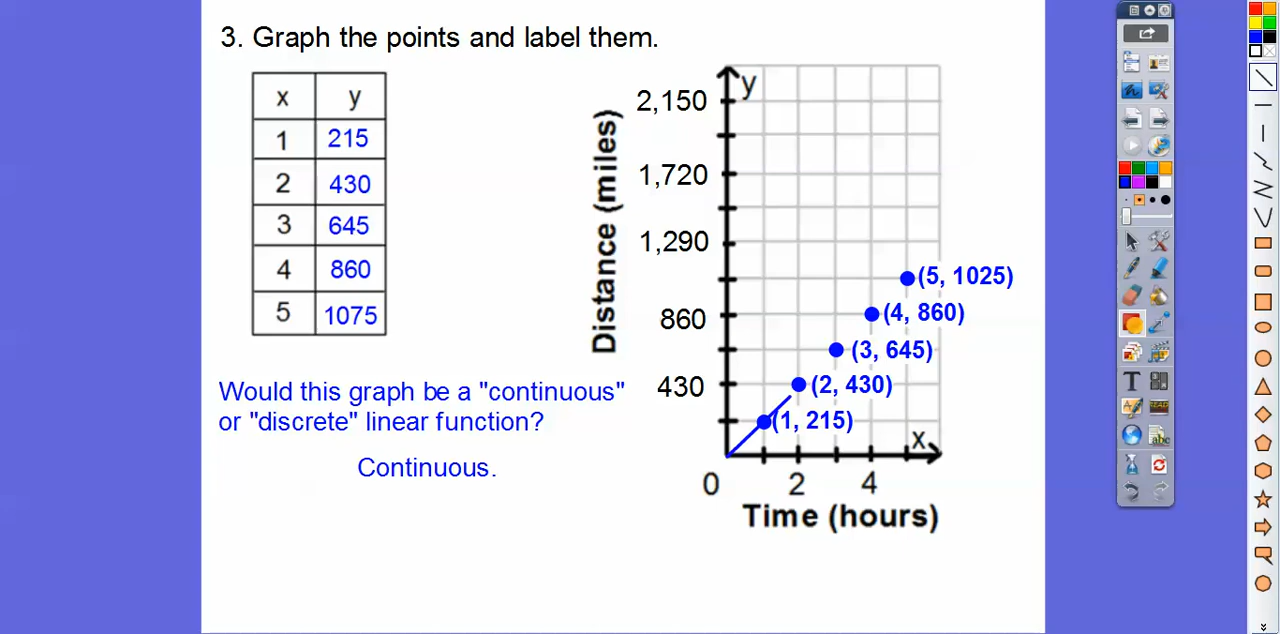 3. Graph the points and label them.
x y
1 215
2 430
3 645
4 860
5 1075
Would this graph be a "continuous"
or "discrete" linear function?
Continuous.
Distance (miles)
y
2,150
1,720
1,290
860
430
(5, 1025)
(4, 860)
(3, 645)
(2, 430)
(1, 215)
x
0 2 4
Time (hours)